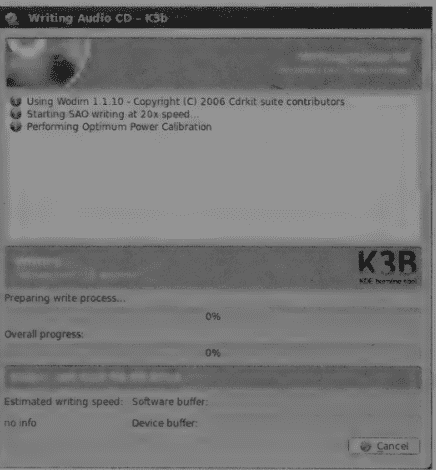 Writing Audio CD – K3b
Using Wodim 1.1.10 - Copyright (C) 2006 Cdrkit suite contributors
Starting SAO writing at 20x speed...
Performing Optimum Power Calibration
K3B
KDE burning tool
Preparing write process...
0%
Overall progress:
0%
Estimated writing speed: Software buffer:
no info Device buffer:
Cancel